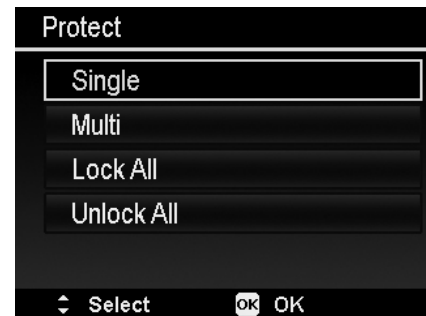 Protect
Single
Multi
Lock All
Unlock All
Select OK OK